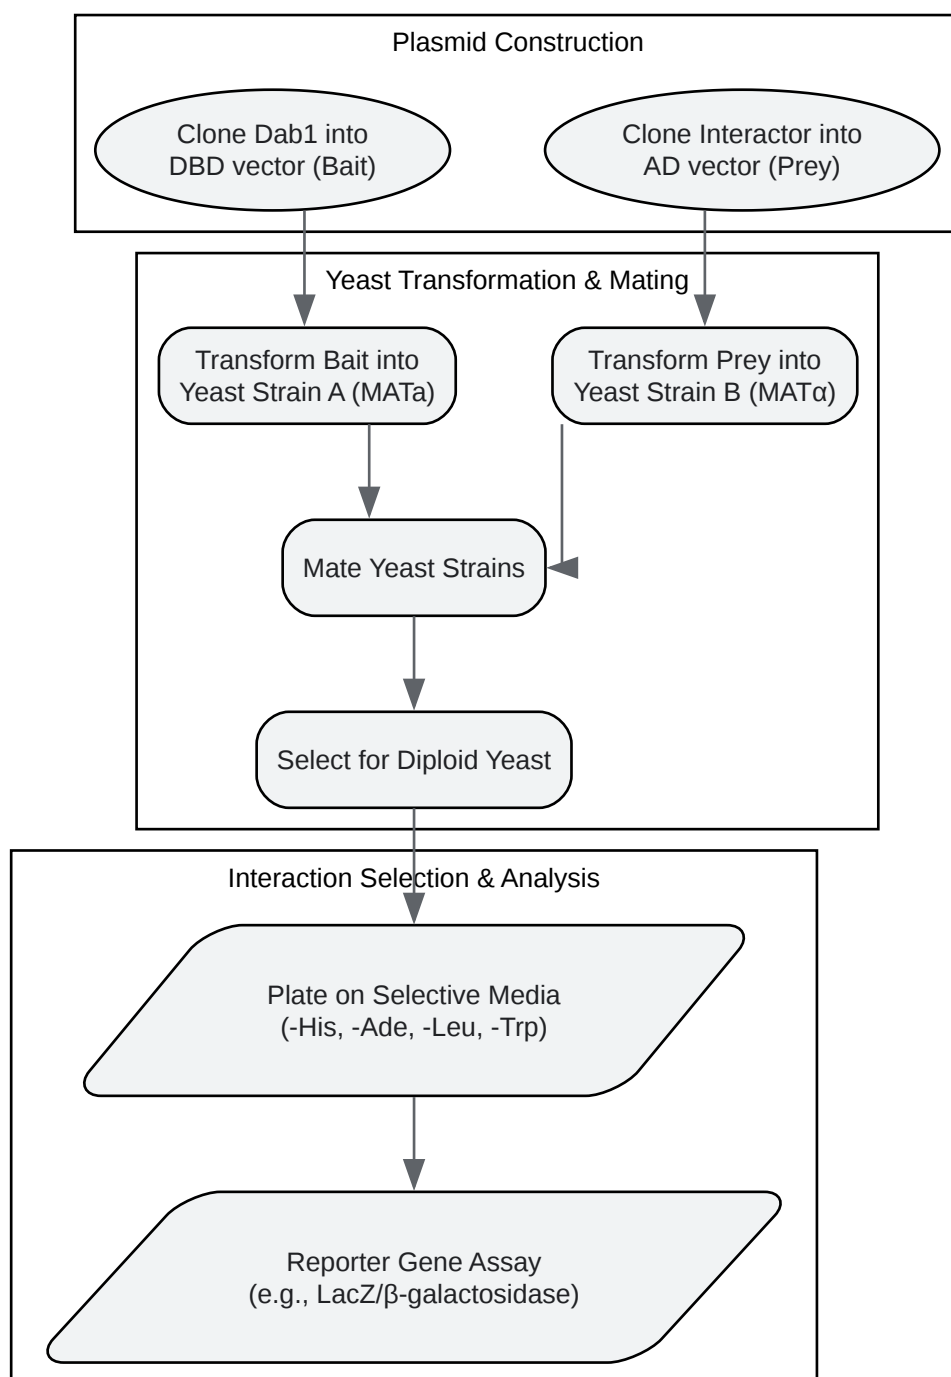 Plasmid Construction
Clone Dab1 into
DBD vector (Bait)
Clone Interactor into
AD vector (Prey)
Yeast Transformation & Mating
Transform Bait into
Yeast Strain A (MATa)
Transform Prey into
Yeast Strain B (MATα)
Mate Yeast Strains
Select for Diploid Yeast
Interaction Selection & Analysis
Plate on Selective Media
(-His, -Ade, -Leu, -Trp)
Reporter Gene Assay
(e.g., LacZ/β-galactosidase)